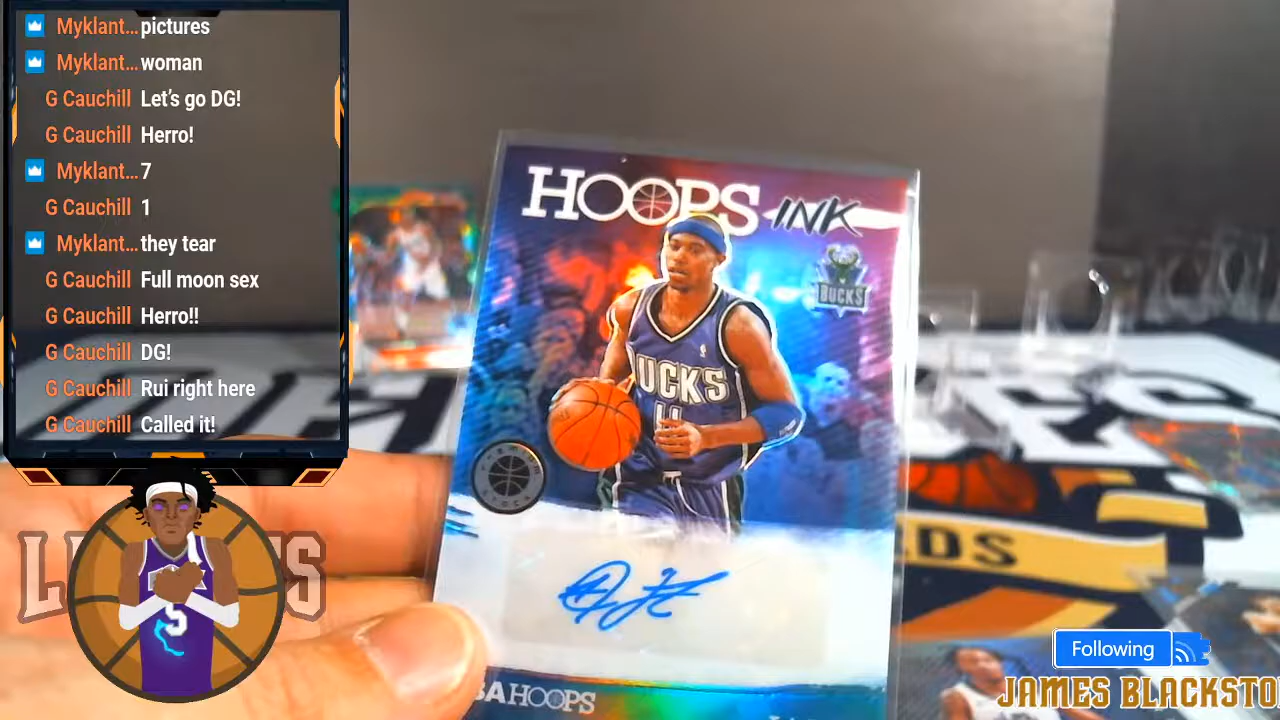 Myklant... pictures
Myklant... woman
G Cauchill Let's go DG!
G Cauchill Herro!
Myklant... 7
G Cauchill 1
Myklant... they tear
G Cauchill Full moon sex
G Cauchill Herro!!
G Cauchill DG!
G Cauchill Rui right here
G Cauchill Called it!
HOOPS INK
BUCKS
BUCKS
5
Following
JAMES BLACKSTO